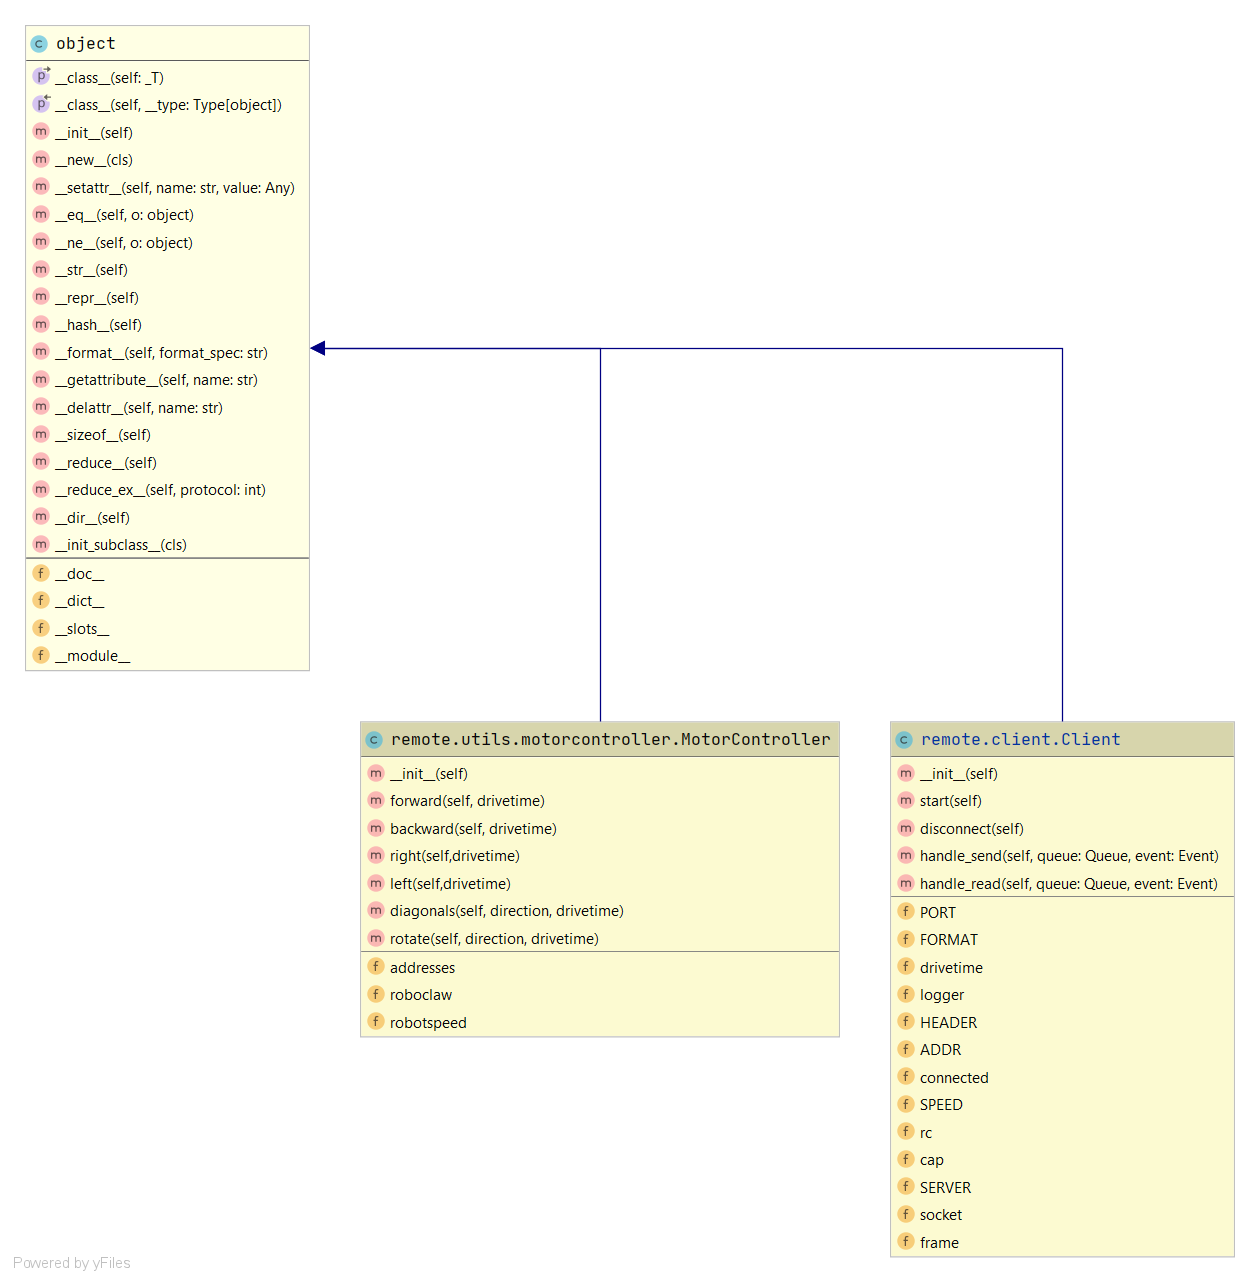 object
__class__(self: _T)
__class__(self, __type: Type[object])
__init__(self)
__new__(cls)
__setattr__(self, name: str, value: Any)
__eq__(self, o: object)
__ne__(self, o: object)
__str__(self)
__repr__(self)
__hash__(self)
__format__(self, format_spec: str)
__getattribute__(self, name: str)
__delattr__(self, name: str)
__sizeof__(self)
__reduce__(self)
__reduce_ex__(self, protocol: int)
__dir__(self)
__init_subclass__(cls)
__doc__
__dict__
__slots__
__module__
remote.utils.motorcontroller.MotorController
__init__(self)
forward(self, drivetime)
backward(self, drivetime)
right(self,drivetime)
left(self,drivetime)
diagonals(self, direction, drivetime)
rotate(self, direction, drivetime)
addresses
roboclaw
robotspeed
remote.client.Client
__init__(self)
start(self)
disconnect(self)
handle_send(self, queue: Queue, event: Event)
handle_read(self, queue: Queue, event: Event)
PORT
FORMAT
drivetime
logger
HEADER
ADDR
connected
SPEED
rc
cap
SERVER
socket
frame
Powered by yFiles